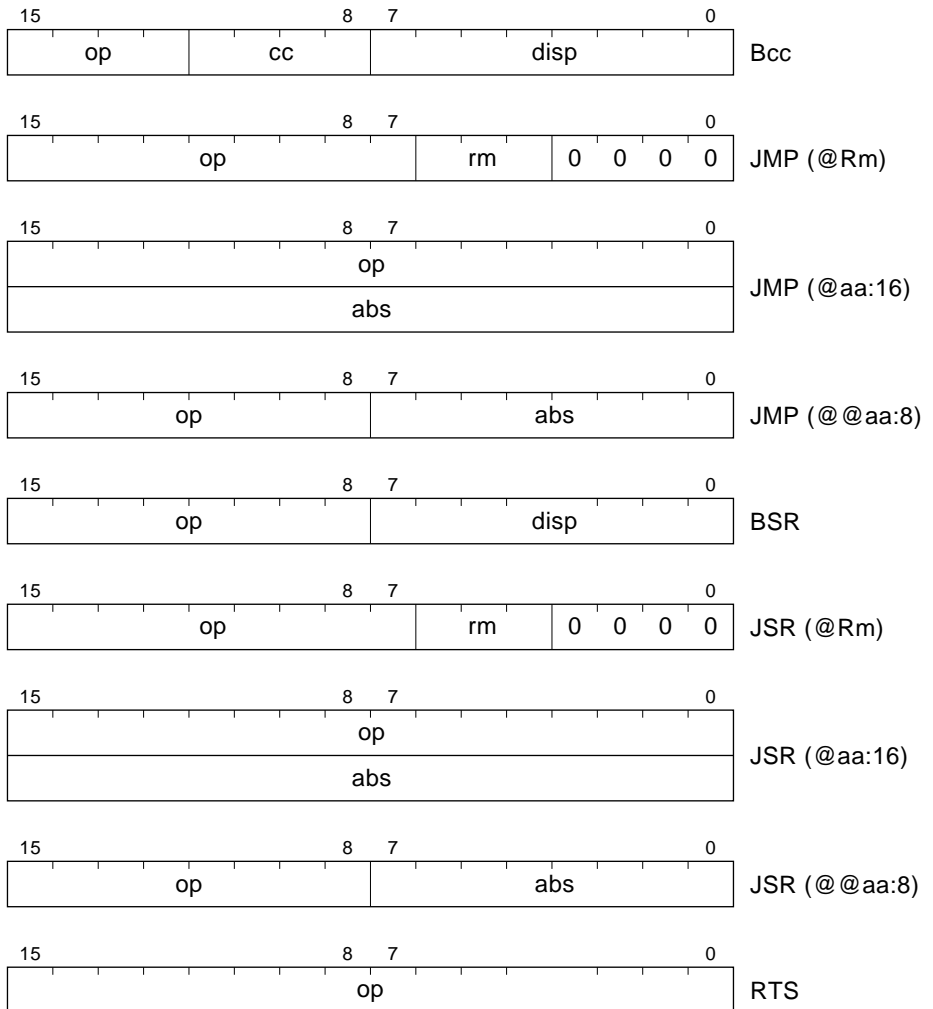 15 8 7 0
op cc disp Bcc
15 8 7 0
op rm 0 0 0 0 JMP (@Rm)
15 8 7 0
op
JMP (@aa:16)
abs
15 8 7 0
op abs JMP (@@aa:8)
15 8 7 0
op disp BSR
15 8 7 0
op rm 0 0 0 0 JSR (@Rm)
15 8 7 0
op
JSR (@aa:16)
abs
15 8 7 0
op abs JSR (@@aa:8)
15 8 7 0
op RTS